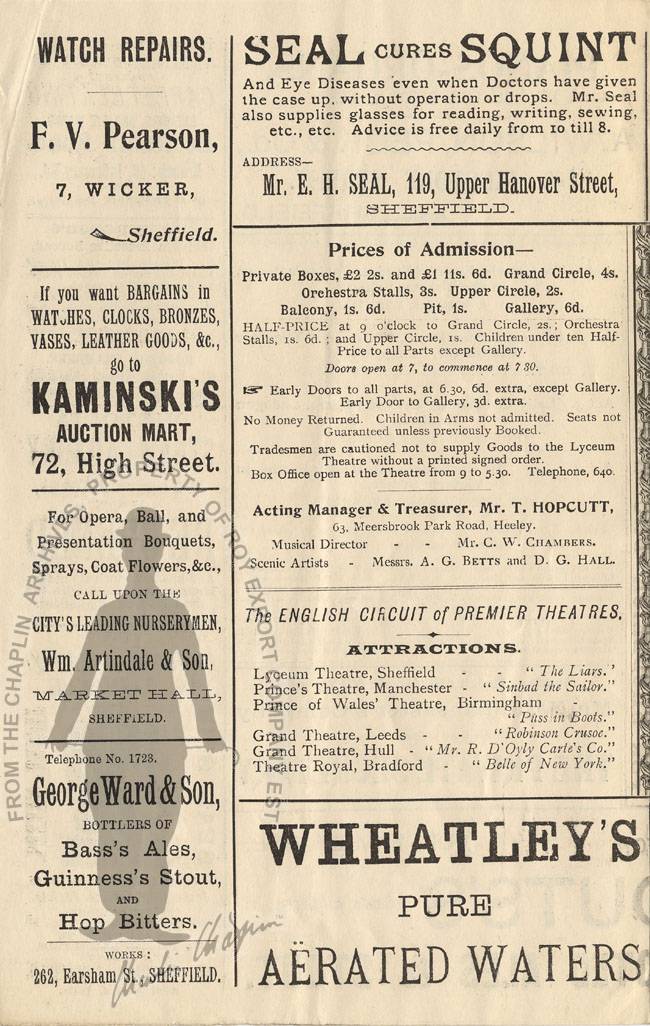 WATCH REPAIRS.
F. V. Pearson,
7, WICKER,
Sheffield.
If you want BARGAINS in
WATCHES, CLOCKS, BRONZES,
VASES, LEATHER GOODS, &c.,
go to
KAMINSKI'S
AUCTION MART,
72, High Street.
For Opera, Ball, and
Presentation Bouquets,
Sprays, Coat Flowers,&c.,
CALL UPON THE
CITY'S LEADING NURSERYMEN,
Wm. Artindale & Son,
MARKET HALL,
SHEFFIELD.
Telephone No. 1723.
George Ward & Son,
BOTTLERS OF
Bass's Ales,
Guinness's Stout,
AND
Hop Bitters.
WORKS:
262, Earsham St., SHEFFIELD.
SEAL CURES SQUINT
And Eye Diseases even when Doctors have given
the case up, without operation or drops. Mr. Seal
also supplies glasses for reading, writing, sewing,
etc., etc. Advice is free daily from 10 till 8.
ADDRESS—
Mr. E. H. SEAL, 119, Upper Hanover Street,
SHEFFIELD.
Prices of Admission—
Private Boxes, £2 2s. and £1 11s. 6d. Grand Circle, 4s.
Orchestra Stalls, 3s. Upper Circle, 2s.
Balcony, 1s. 6d. Pit, 1s. Gallery, 6d.
HALF-PRICE at 9 o'clock to Grand Circle, 2s.; Orchestra
Stalls, 1s. 6d.; and Upper Circle, 1s. Children under ten Half-
Price to all Parts except Gallery.
Doors open at 7, to commence at 7 30.
☞ Early Doors to all parts, at 6.30, 6d. extra, except Gallery.
Early Door to Gallery, 3d. extra.
No Money Returned. Children in Arms not admitted. Seats not
Guaranteed unless previously Booked.
Tradesmen are cautioned not to supply Goods to the Lyceum
Theatre without a printed signed order.
Box Office open at the Theatre from 9 to 5.30. Telephone, 640.
Acting Manager & Treasurer, Mr. T. HOPCUTT,
63, Meersbrook Park Road, Heeley.
Musical Director - - Mr. C. W. CHAMBERS.
Scenic Artists - Messrs. A. G. BETTS and D. G. HALL.
The ENGLISH CIRCUIT of PREMIER THEATRES.
ATTRACTIONS.
Lyceum Theatre, Sheffield - - "The Liars.'
Prince's Theatre, Manchester - "Sinbad the Sailor."
Prince of Wales' Theatre, Birmingham -
"Puss in Boots."
Grand Theatre, Leeds - - "Robinson Crusoe."
Grand Theatre, Hull - "Mr. R. D'Oyly Carte's Co."
Theatre Royal, Bradford - - "Belle of New York."
WHEATLEY'S
PURE
AËRATED WATERS
FROM THE CHAPLIN ARCHIVES. PROPERTY OF ROY EXPORT COMPANY EST
Charlie Chaplin